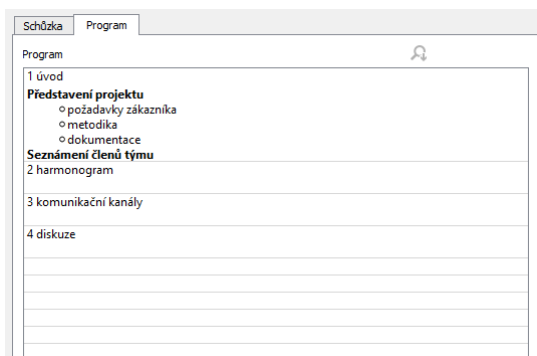 Schůzka Program
Program
1 úvod
Představení projektu
požadavky zákazníka
metodika
dokumentace
Seznámení členů týmu
2 harmonogram
3 komunikační kanály
4 diskuze